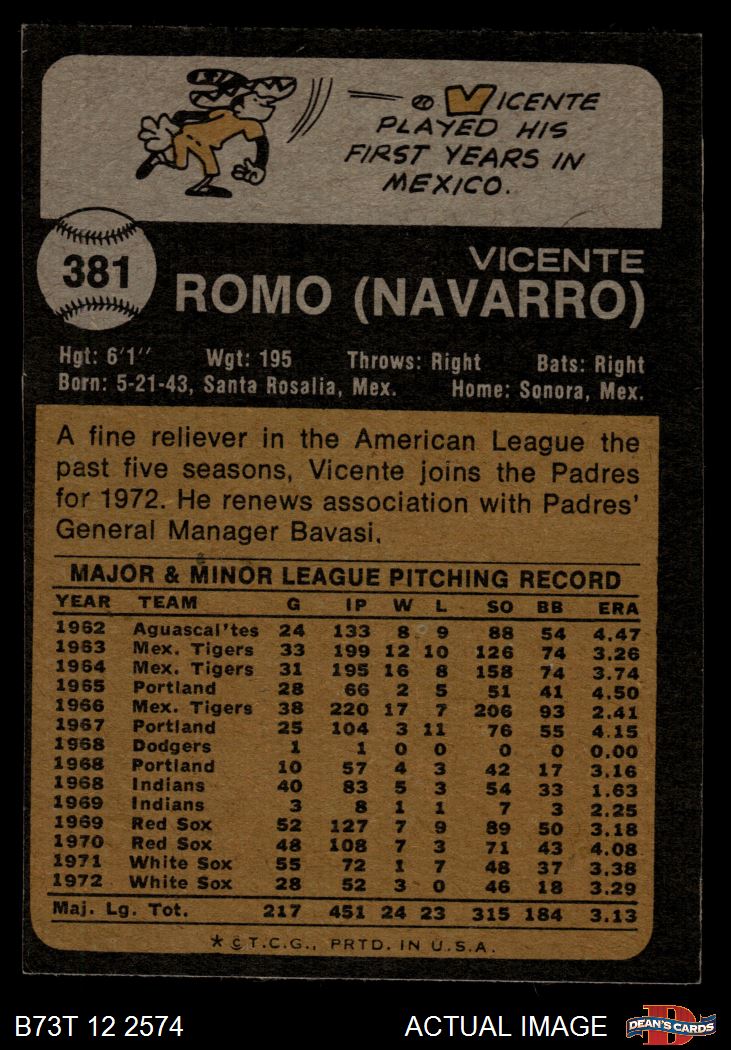 VICENTE
PLAYED HIS
FIRST YEARS IN
MEXICO.
381
VICENTE
ROMO (NAVARRO)
Hgt: 6'1" Wgt: 195 Throws: Right Bats: Right
Born: 5-21-43, Santa Rosalia, Mex. Home: Sonora, Mex.
A fine reliever in the American League the
past five seasons, Vicente joins the Padres
for 1972. He renews association with Padres'
General Manager Bavasi.
MAJOR & MINOR LEAGUE PITCHING RECORD
YEAR TEAM G IP W L SO BB ERA
1962 Aguascal'tes 24 133 8 9 88 54 4.47
1963 Mex. Tigers 33 199 12 10 126 74 3.26
1964 Mex. Tigers 31 195 16 8 158 74 3.74
1965 Portland 28 66 2 5 51 41 4.50
1966 Mex. Tigers 38 220 17 7 206 93 2.41
1967 Portland 25 104 3 11 76 55 4.15
1968 Dodgers 1 1 0 0 0 0 0.00
1968 Portland 10 57 4 3 42 17 3.16
1968 Indians 40 83 5 3 54 33 1.63
1969 Indians 3 8 1 1 7 3 2.25
1969 Red Sox 52 127 7 9 89 50 3.18
1970 Red Sox 48 108 7 3 71 43 4.08
1971 White Sox 55 72 1 7 48 37 3.38
1972 White Sox 28 52 3 0 46 18 3.29
Maj. Lg. Tot. 217 451 24 23 315 184 3.13
* © T.C.G., PRTD. IN U.S.A.
B73T 12 2574 ACTUAL IMAGE DEAN'S CARDS